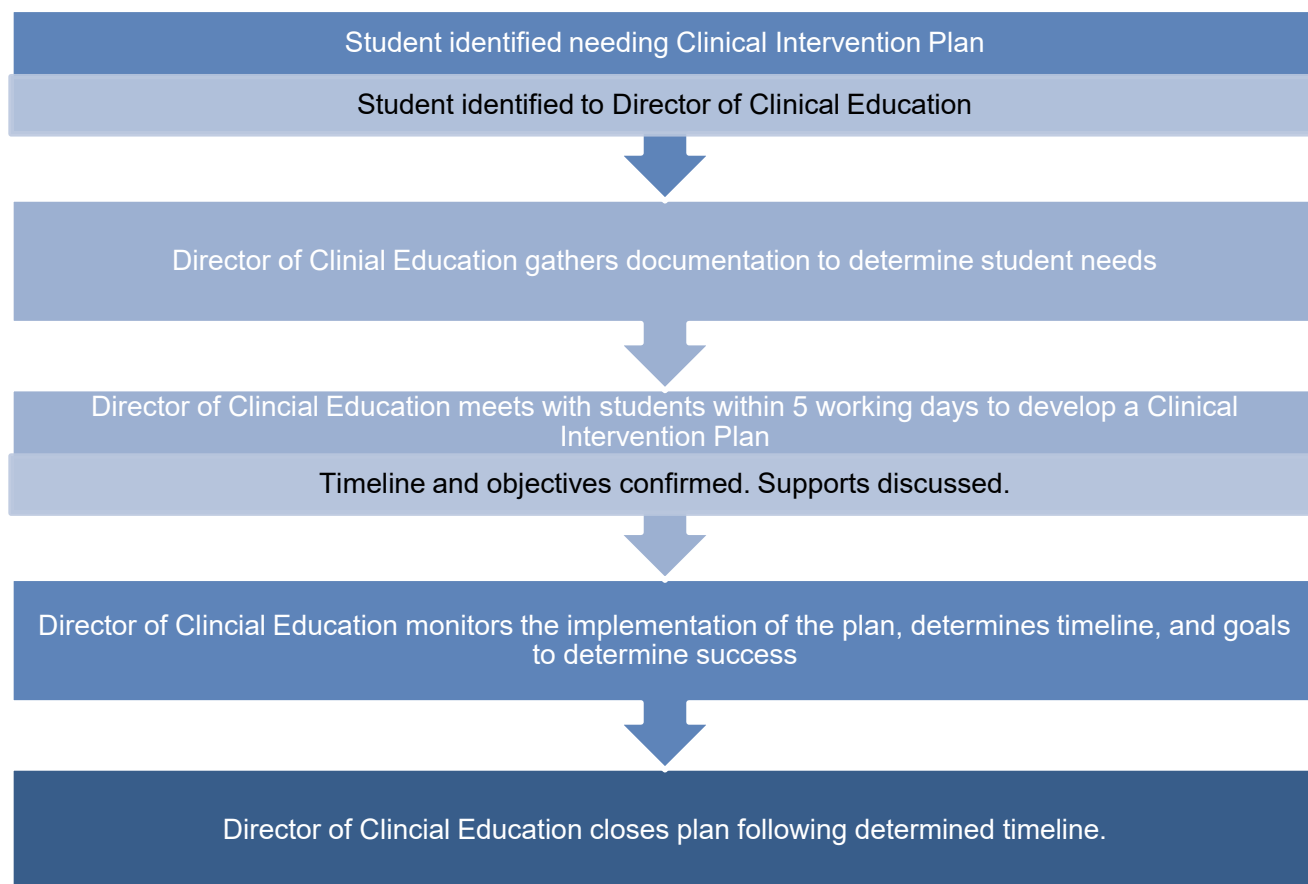 Student identified needing Clinical Intervention Plan
Student identified to Director of Clinical Education
Director of Clinial Education gathers documentation to determine student needs
Director of Clincial Education meets with students within 5 working days to develop a Clinical
Intervention Plan
Timeline and objectives confirmed. Supports discussed.
Director of Clincial Education monitors the implementation of the plan, determines timeline, and goals
to determine success
Director of Clincial Education closes plan following determined timeline.